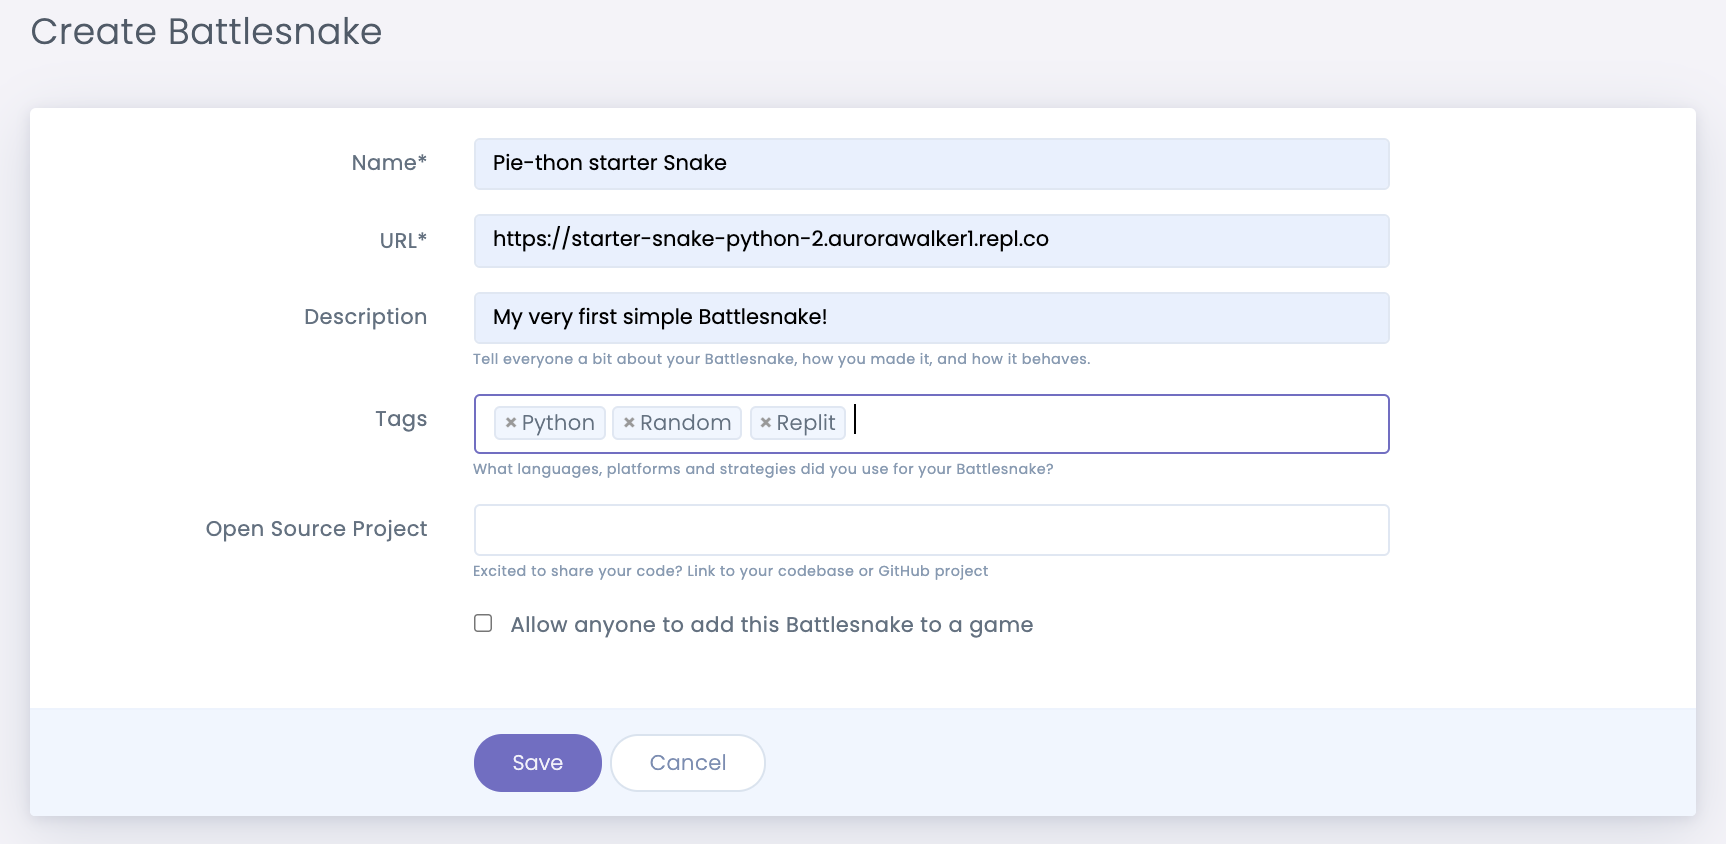 Create Battlesnake
Name*
Pie-thon starter Snake
URL*
https://starter-snake-python-2.aurorawalker1.repl.co
Description
My very first simple Battlesnake!
Tell everyone a bit about your Battlesnake, how you made it, and how it behaves.
Tags
× Python × Random × Replit
What languages, platforms and strategies did you use for your Battlesnake?
Open Source Project
Excited to share your code? Link to your codebase or GitHub project
Allow anyone to add this Battlesnake to a game
Save Cancel